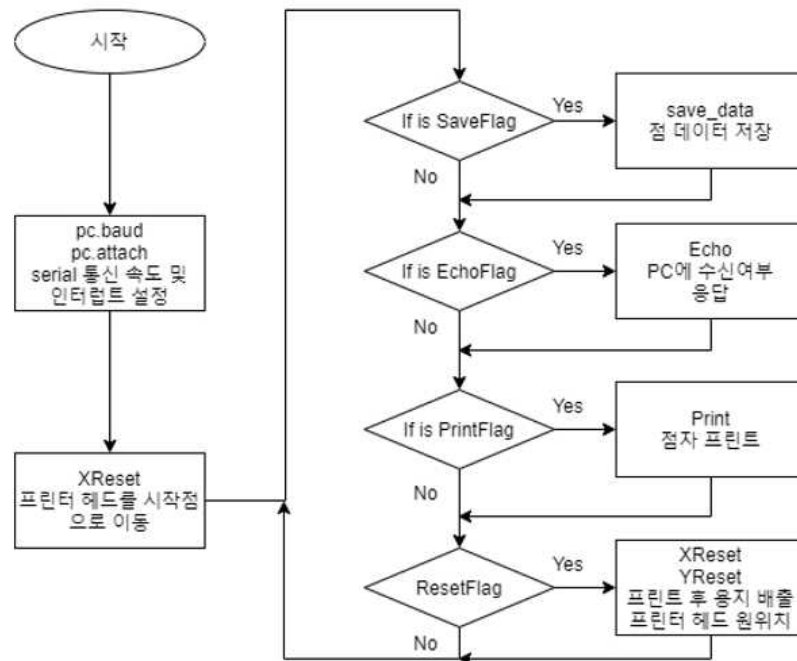 시작
pc.baud
pc.attach
serial 통신 속도 및
인터럽트 설정
XReset
프린터 헤드를 시작점
으로 이동
If is SaveFlag
Yes
save_data
점 데이터 저장
No
If is EchoFlag
Yes
Echo
PC에 수신여부
응답
No
If is PrintFlag
Yes
Print
점자 프린트
No
ResetFlag
Yes
XReset
YReset
프린트 후 용지 배출
프린터 헤드 원위치
No